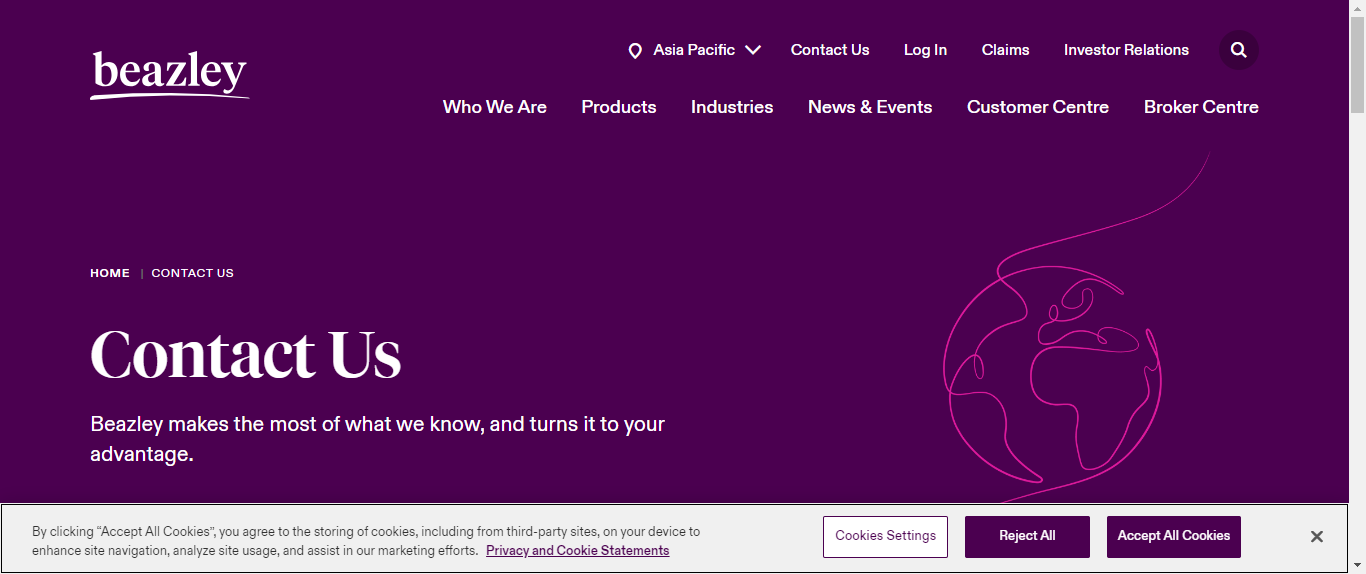 beazley
Asia Pacific
Contact Us
Log In
Claims
Investor Relations
Who We Are
Products
Industries
News & Events
Customer Centre
Broker Centre
HOME | CONTACT US
Contact Us
Beazley makes the most of what we know, and turns it to your
advantage.
By clicking “Accept All Cookies”, you agree to the storing of cookies, including from third-party sites, on your device to
enhance site navigation, analyze site usage, and assist in our marketing efforts. Privacy and Cookie Statements
Cookies Settings
Reject All
Accept All Cookies